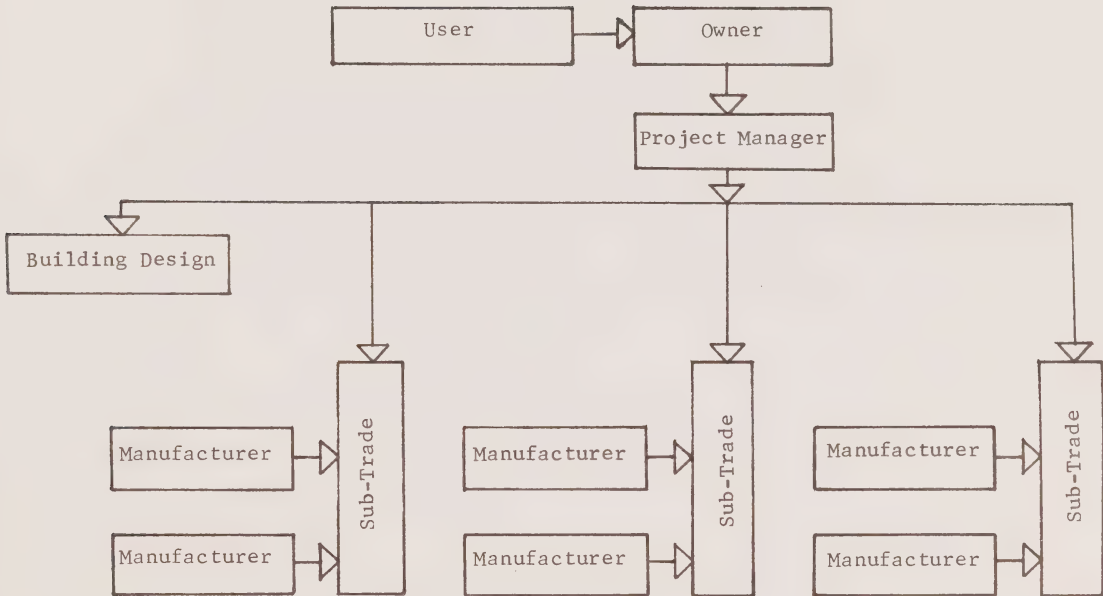 User
Owner
Project Manager
Building Design
Sub-Trade
Sub-Trade
Sub-Trade
Manufacturer
Manufacturer
Manufacturer
Manufacturer
Manufacturer
Manufacturer